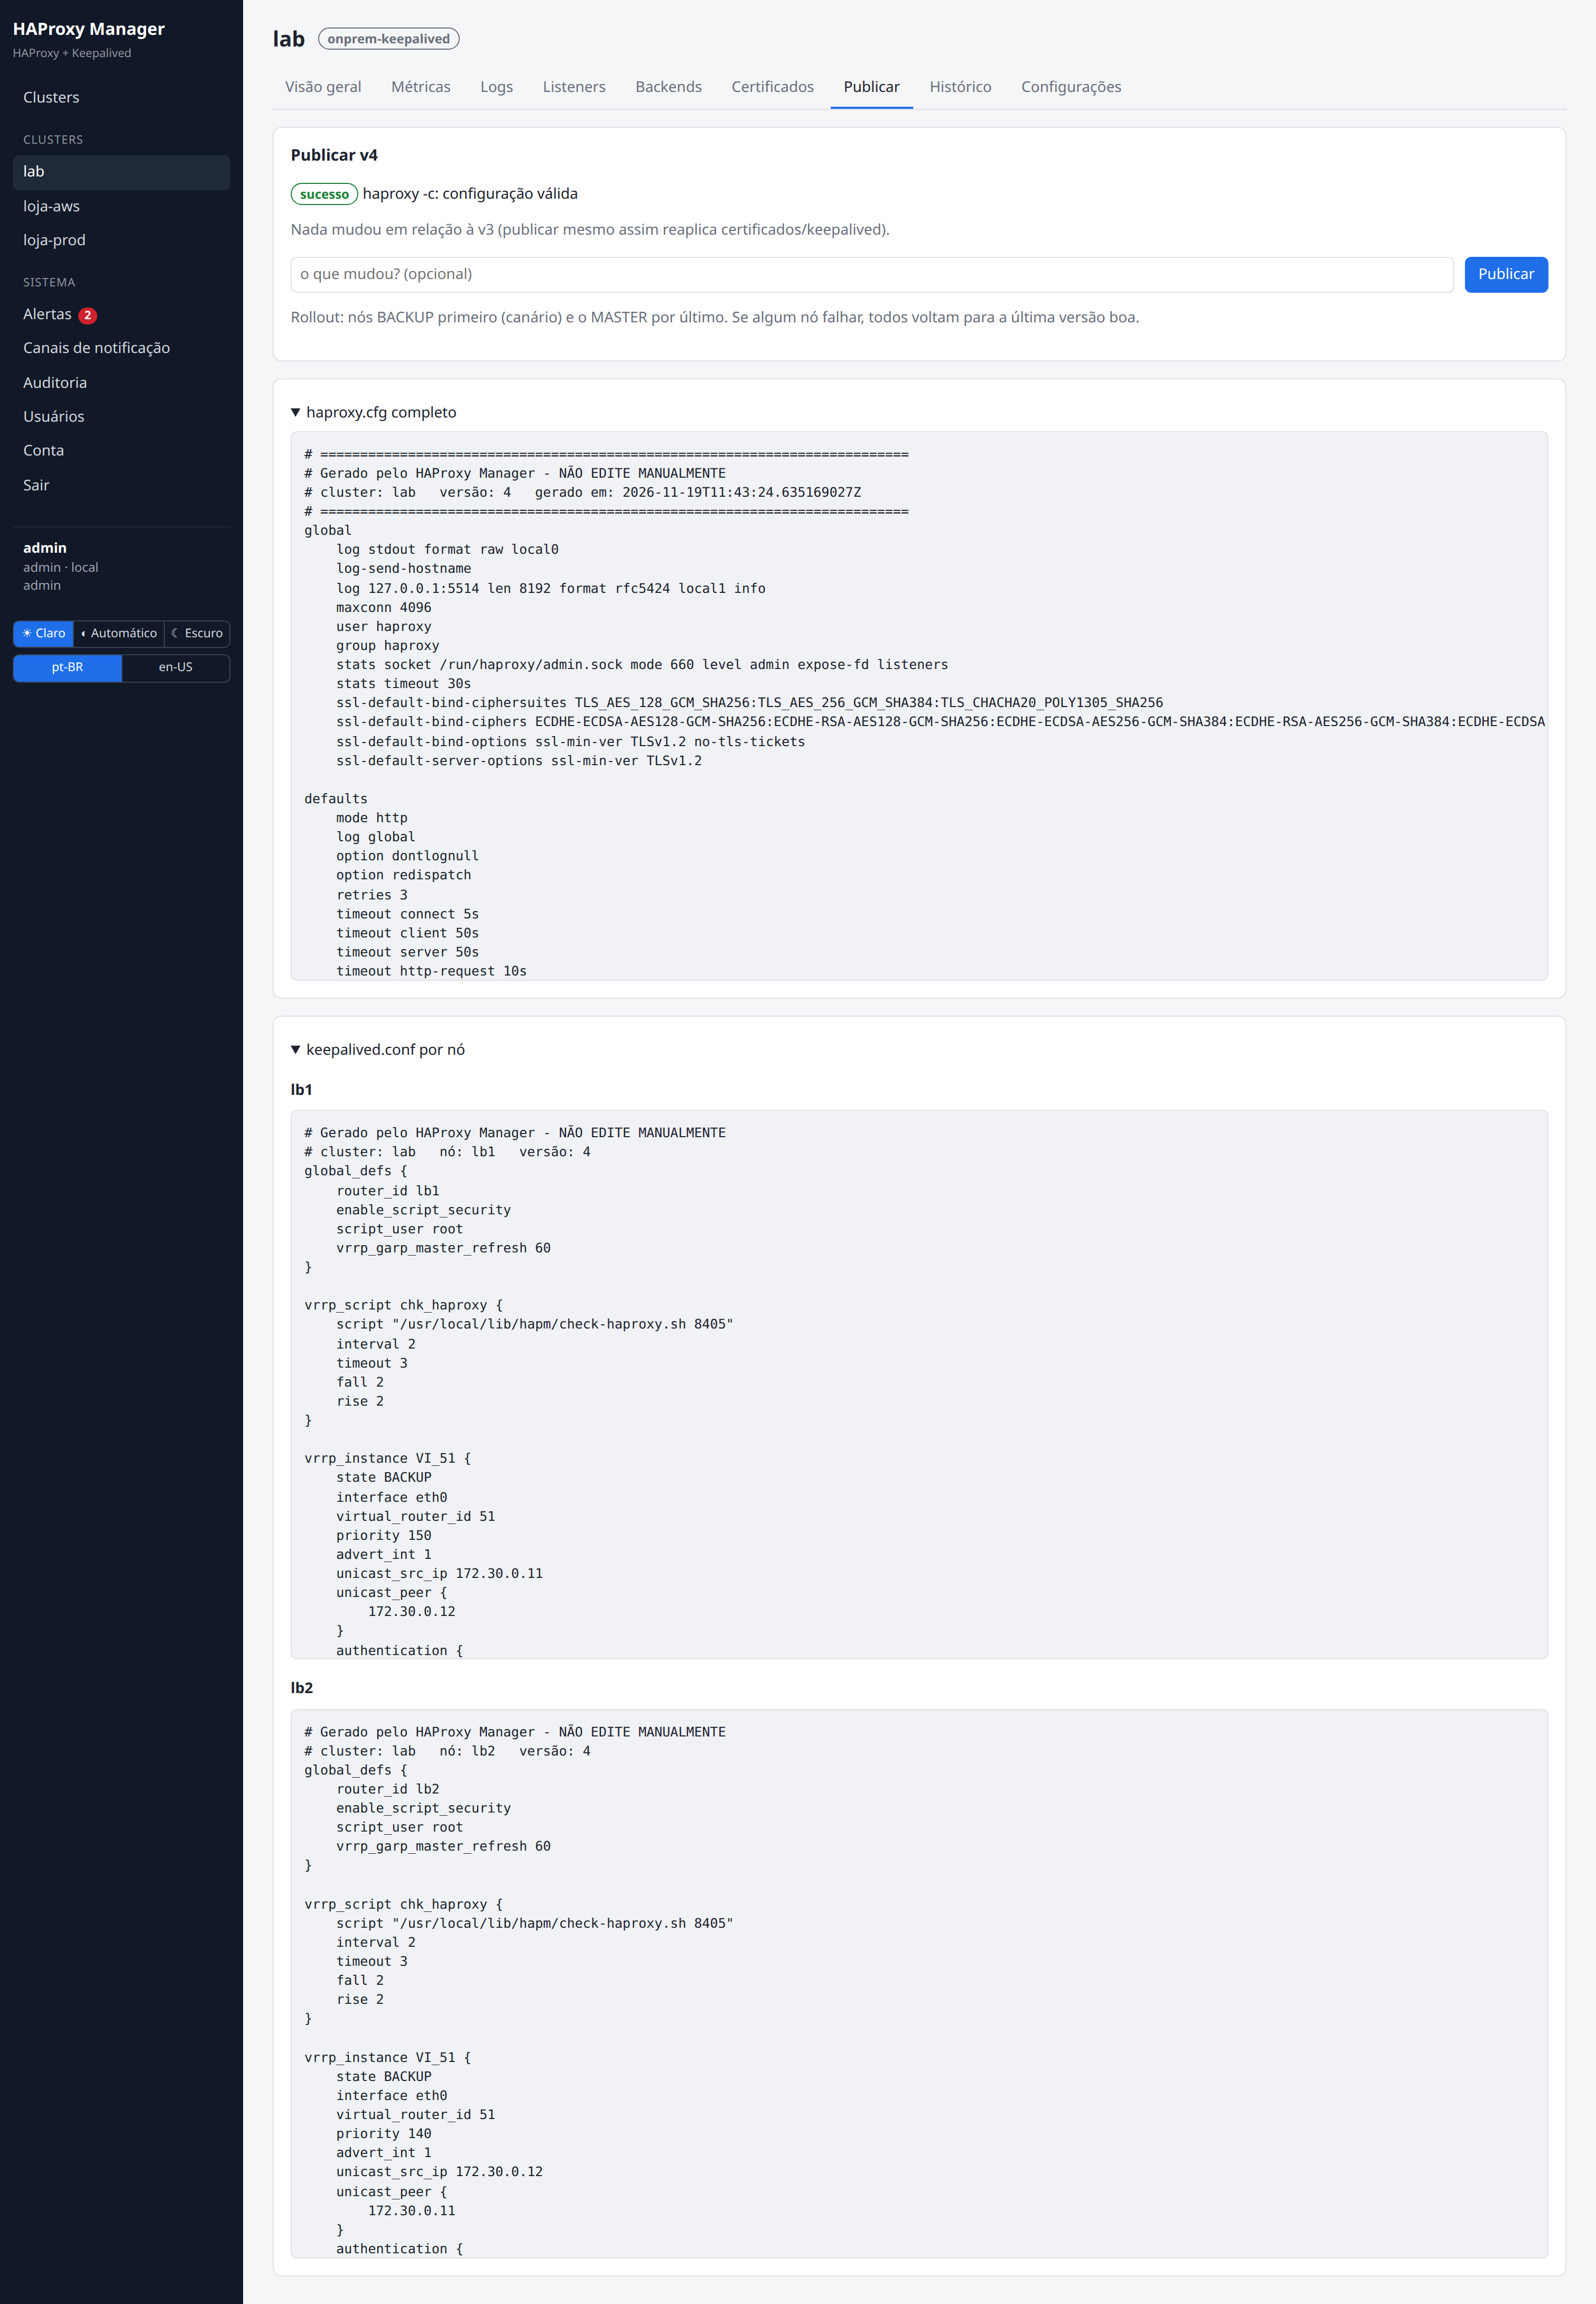 HAProxy Manager
HAProxy + Keepalived
Clusters
CLUSTERS
lab
loja-aws
loja-prod
SISTEMA
Alertas 2
Canais de notificação
Auditoria
Usuários
Conta
Sair
admin
admin · local
admin
☀ Claro
Automático
☾ Escuro
pt-BR
en-US
lab onprem-keepalived
Visão geral Métricas Logs Listeners Backends Certificados Publicar Histórico Configurações
Publicar v4
sucesso haproxy -c: configuração válida
Nada mudou em relação à v3 (publicar mesmo assim reaplica certificados/keepalived).
o que mudou? (opcional) Publicar
Rollout: nós BACKUP primeiro (canário) e o MASTER por último. Se algum nó falhar, todos voltam para a última versão boa.
▼ haproxy.cfg completo
# ==========================================================================
# Gerado pelo HAProxy Manager - NÃO EDITE MANUALMENTE
# cluster: lab   versão: 4   gerado em: 2026-11-19T11:43:24.635169027Z
# ==========================================================================
global
    log stdout format raw local0
    log-send-hostname
    log 127.0.0.1:5514 len 8192 format rfc5424 local1 info
    maxconn 4096
    user haproxy
    group haproxy
    stats socket /run/haproxy/admin.sock mode 660 level admin expose-fd listeners
    stats timeout 30s
    ssl-default-bind-ciphersuites TLS_AES_128_GCM_SHA256:TLS_AES_256_GCM_SHA384:TLS_CHACHA20_POLY1305_SHA256
    ssl-default-bind-ciphers ECDHE-ECDSA-AES128-GCM-SHA256:ECDHE-RSA-AES128-GCM-SHA256:ECDHE-ECDSA-AES256-GCM-SHA384:ECDHE-RSA-AES256-GCM-SHA384:ECDHE-ECDSA
    ssl-default-bind-options ssl-min-ver TLSv1.2 no-tls-tickets
    ssl-default-server-options ssl-min-ver TLSv1.2
defaults
    mode http
    log global
    option dontlognull
    option redispatch
    retries 3
    timeout connect 5s
    timeout client 50s
    timeout server 50s
    timeout http-request 10s
▼ keepalived.conf por nó
lb1
# Gerado pelo HAProxy Manager - NÃO EDITE MANUALMENTE
# cluster: lab   nó: lb1   versão: 4
global_defs {
    router_id lb1
    enable_script_security
    script_user root
    vrrp_garp_master_refresh 60
}
vrrp_script chk_haproxy {
    script "/usr/local/lib/hapm/check-haproxy.sh 8405"
    interval 2
    timeout 3
    fall 2
    rise 2
}
vrrp_instance VI_51 {
    state BACKUP
    interface eth0
    virtual_router_id 51
    priority 150
    advert_int 1
    unicast_src_ip 172.30.0.11
    unicast_peer {
        172.30.0.12
    }
    authentication {
lb2
# Gerado pelo HAProxy Manager - NÃO EDITE MANUALMENTE
# cluster: lab   nó: lb2   versão: 4
global_defs {
    router_id lb2
    enable_script_security
    script_user root
    vrrp_garp_master_refresh 60
}
vrrp_script chk_haproxy {
    script "/usr/local/lib/hapm/check-haproxy.sh 8405"
    interval 2
    timeout 3
    fall 2
    rise 2
}
vrrp_instance VI_51 {
    state BACKUP
    interface eth0
    virtual_router_id 51
    priority 140
    advert_int 1
    unicast_src_ip 172.30.0.12
    unicast_peer {
        172.30.0.11
    }
    authentication {